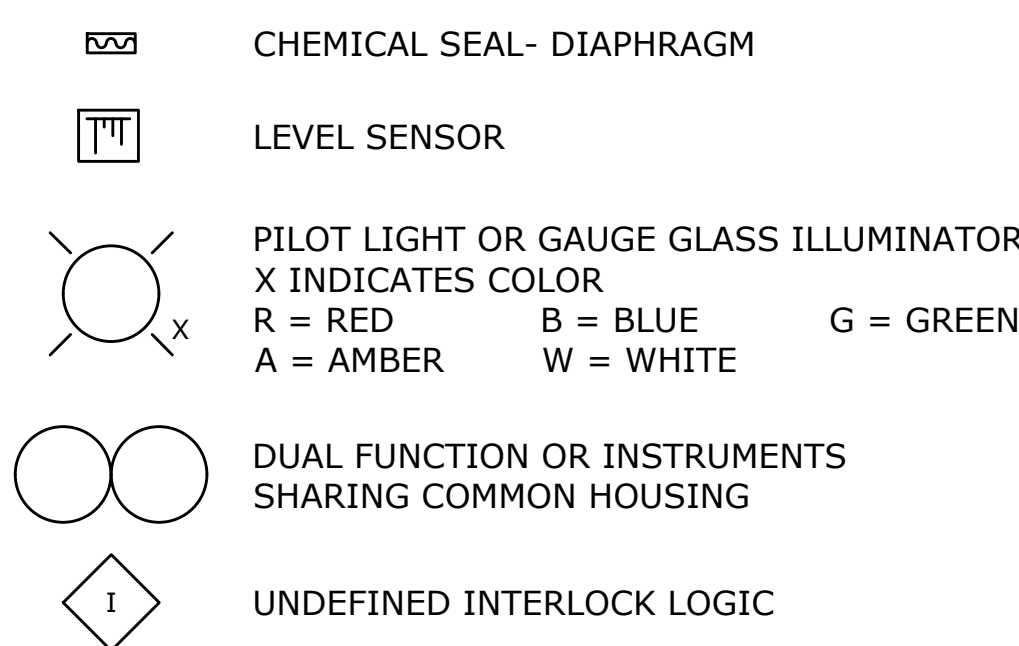 CHEMICAL SEAL- DIAPHRAGM
LEVEL SENSOR
PILOT LIGHT OR GAUGE GLASS ILLUMINATOR
X INDICATES COLOR
R = RED B = BLUE G = GREEN
A = AMBER W = WHITE
X
DUAL FUNCTION OR INSTRUMENTS
SHARING COMMON HOUSING
I UNDEFINED INTERLOCK LOGIC